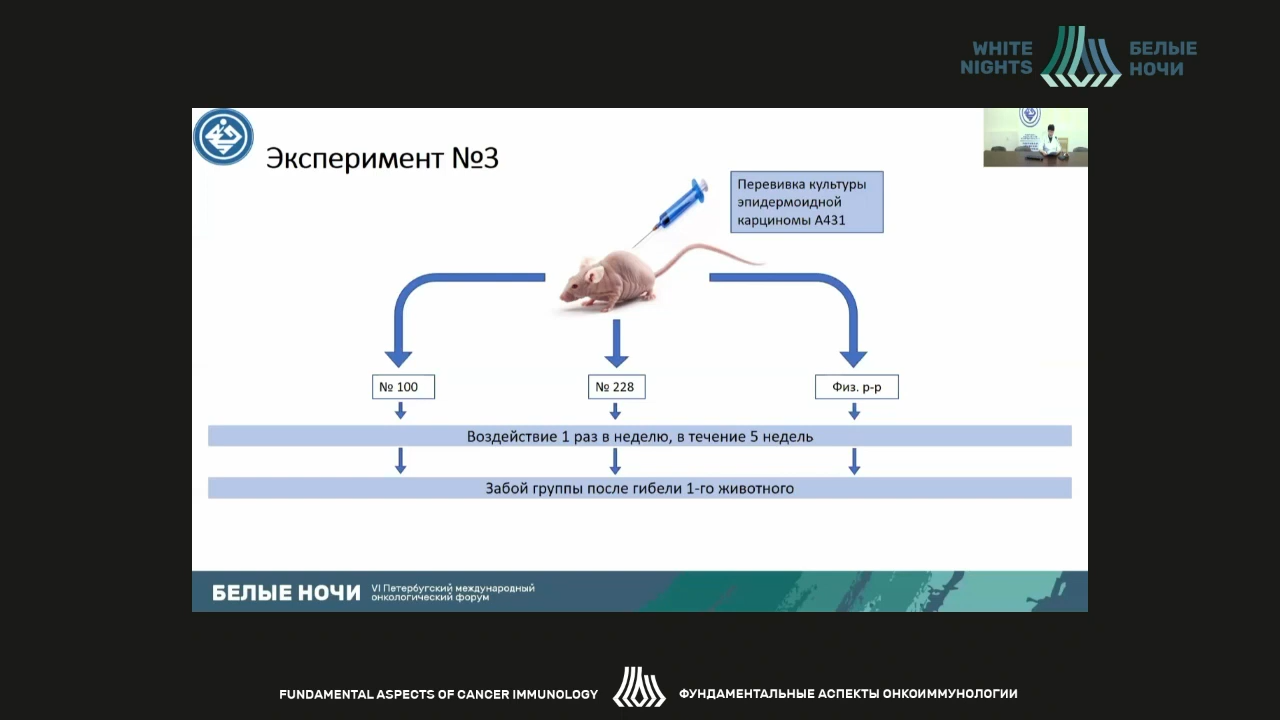 WHITE
NIGHTS
БЕЛЫЕ
НОЧИ
Эксперимент №3
Перевивка культуры
эпидермоидной
карциномы А431
№ 100
№ 228
Физ. р-р
Воздействие 1 раз в неделю, в течение 5 недель
Забой группы после гибели 1-го животного
БЕЛЫЕ НОЧИ
VI Петербургский международный
онкологический форум
FUNDAMENTAL ASPECTS OF CANCER IMMUNOLOGY
ФУНДАМЕНТАЛЬНЫЕ АСПЕКТЫ ОНКОИММУНОЛОГИИ